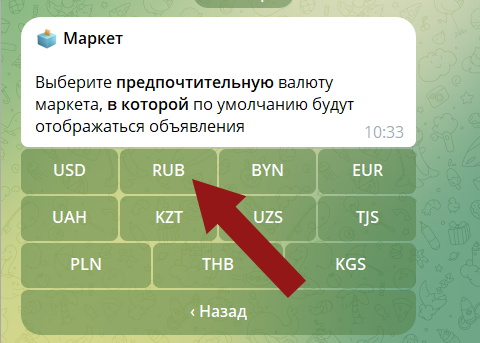 Маркет
Выберите предпочтительную валюту
маркета, в которой по умолчанию будут
отображаться объявления
10:33
USD RUB BYN EUR
UAH KZT UZS TJS
PLN THB KGS
‹ Назад